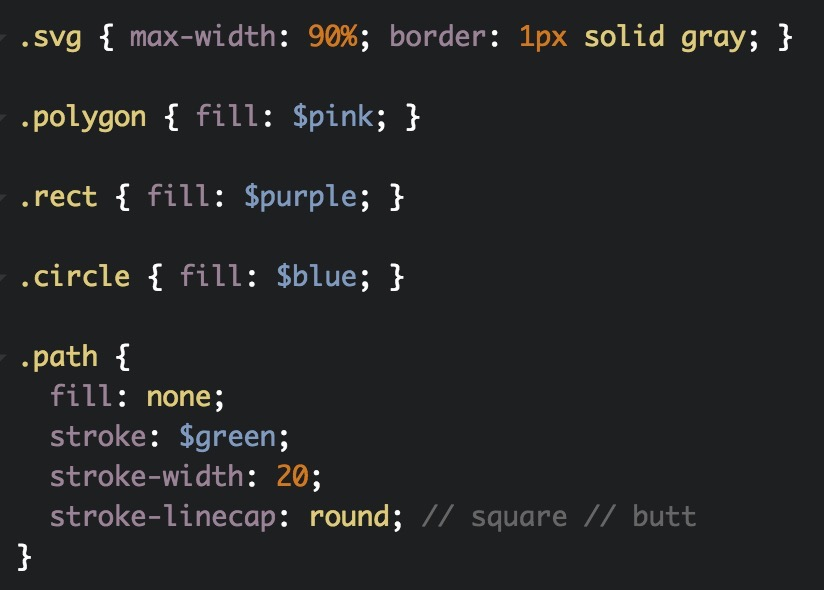 .svg { max-width: 90%; border: 1px solid gray; }
.polygon { fill: $pink; }
.rect { fill: $purple; }
.circle { fill: $blue; }
.path {
fill: none;
stroke: $green;
stroke-width: 20;
stroke-linecap: round; // square // butt
}